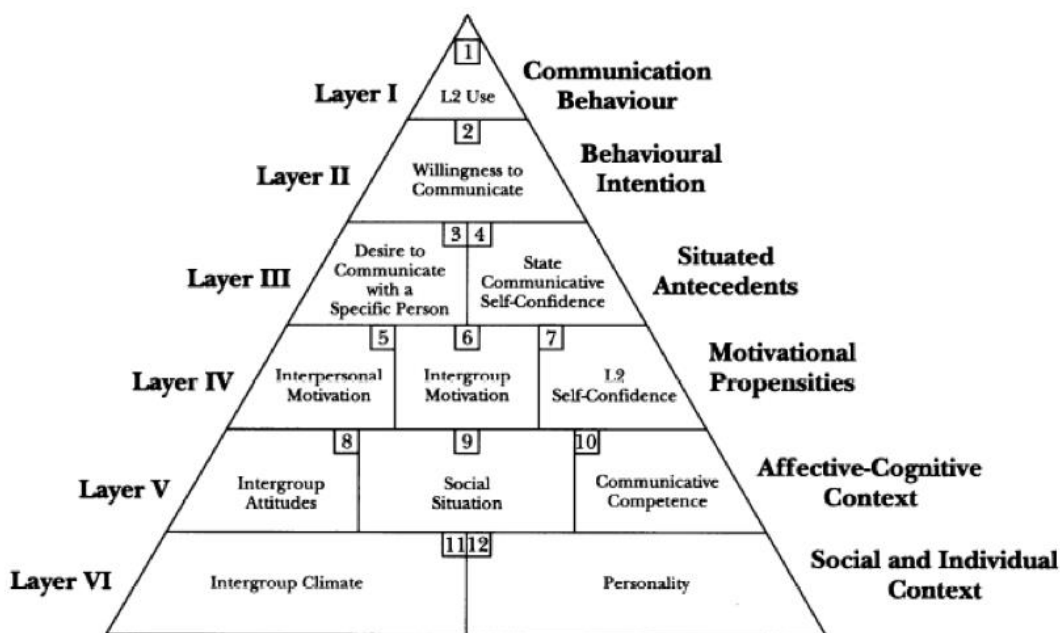 1
Layer I
L2 Use
Communication
Behaviour
2
Layer II
Willingness to
Communicate
Behavioural
Intention
3 4
Layer III
Desire to
Communicate
with a
Specific Person
State
Communicative
Self-Confidence
Situated
Antecedents
5 6 7
Layer IV
Interpersonal
Motivation
Intergroup
Motivation
L2
Self-Confidence
Motivational
Propensities
8 9 10
Layer V
Intergroup
Attitudes
Social
Situation
Communicative
Competence
Affective-Cognitive
Context
11 12
Layer VI
Intergroup Climate
Personality
Social and Individual
Context